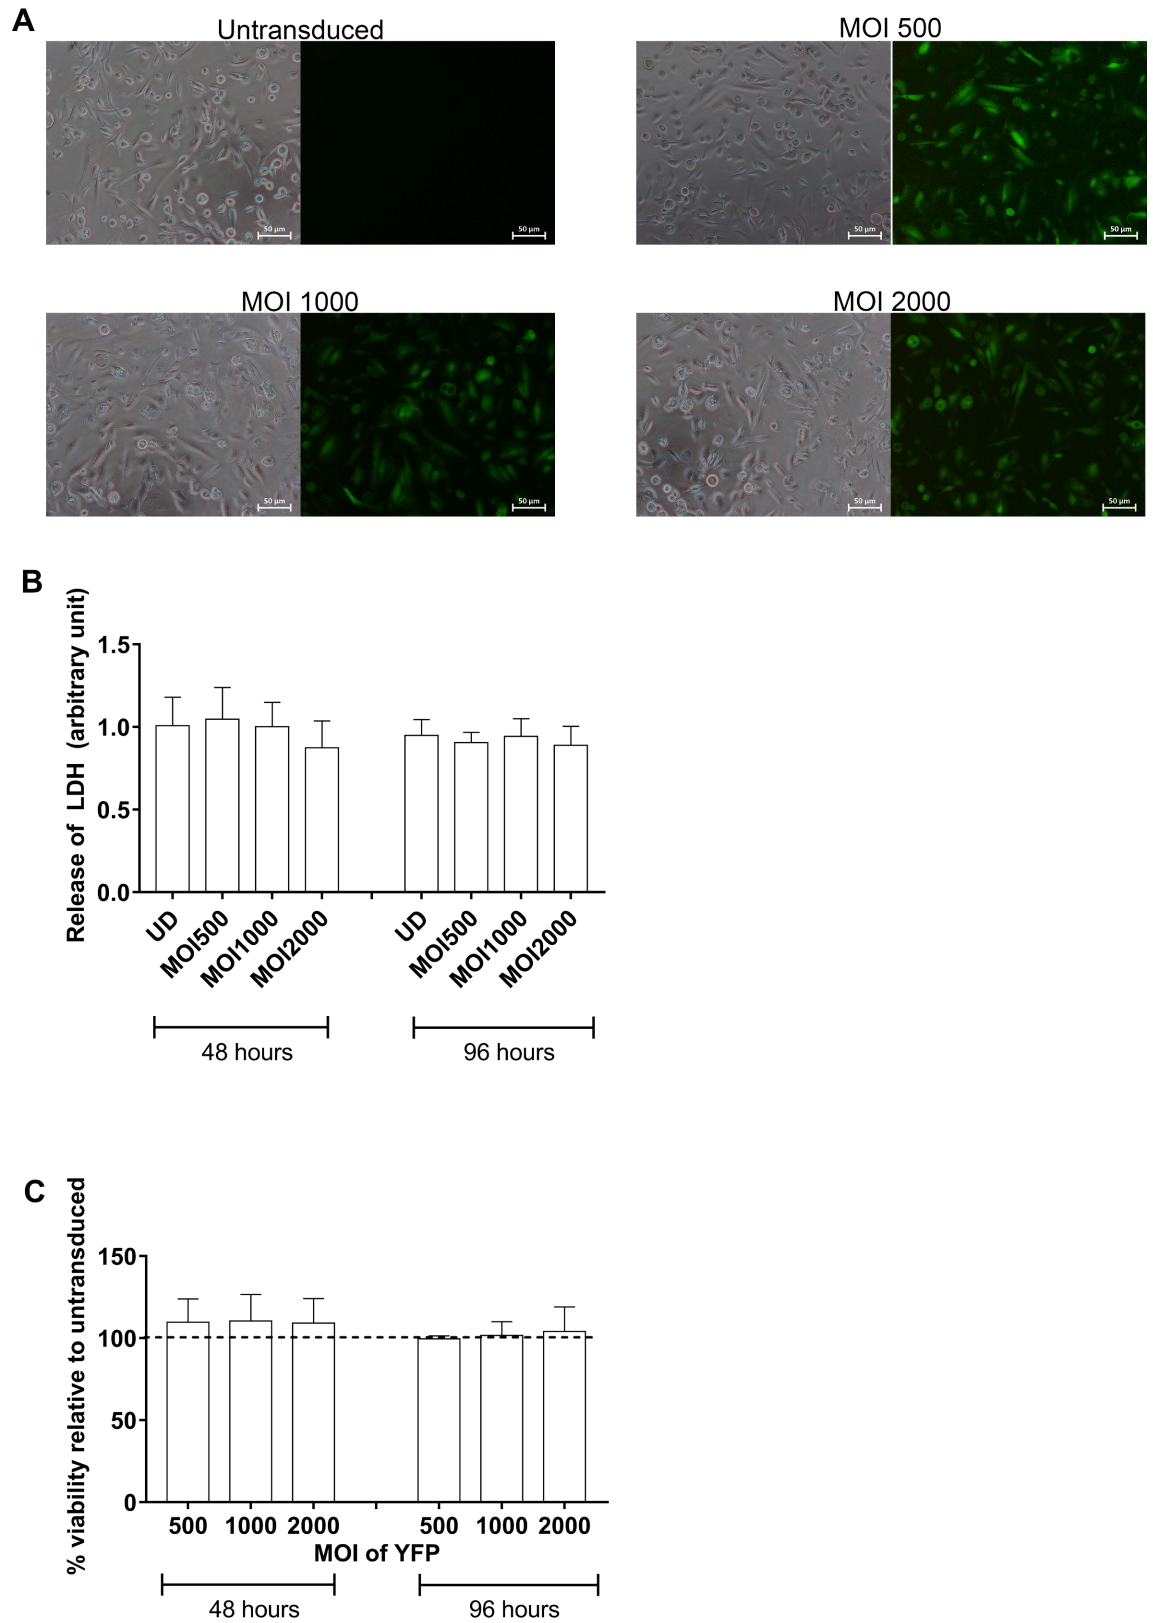 A
Untransduced
MOI 500
50 µm
50 µm
50 µm
50 µm
MOI 1000
MOI 2000
50 µm
50 µm
50 µm
50 µm
B
Release of LDH (arbitrary unit)
1.5
1.0
0.5
0.0
UD
MOI500
MOI1000
MOI2000
UD
MOI500
MOI1000
MOI2000
48 hours
96 hours
C
% viability relative to untransduced
150
100
50
0
500 1000 2000 500 1000 2000
MOI of YFP
48 hours
96 hours